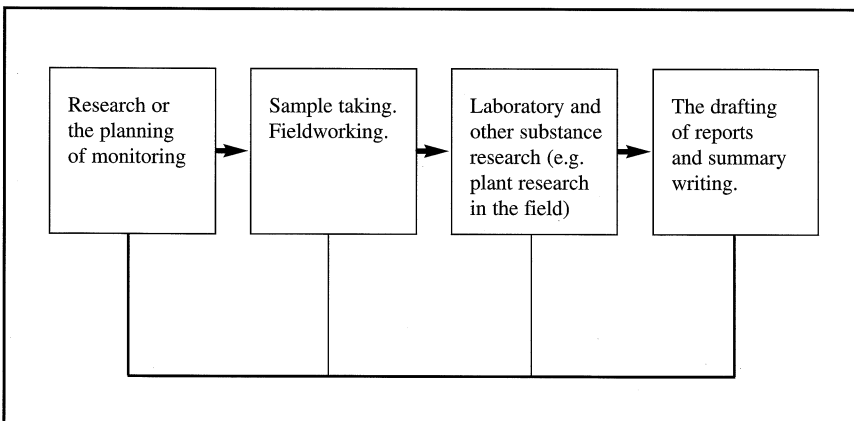 Research or
the planning
of monitoring
Sample taking.
Fieldworking.
Laboratory and
other substance
research (e.g.
plant research
in the field)
The drafting
of reports
and summary
writing.